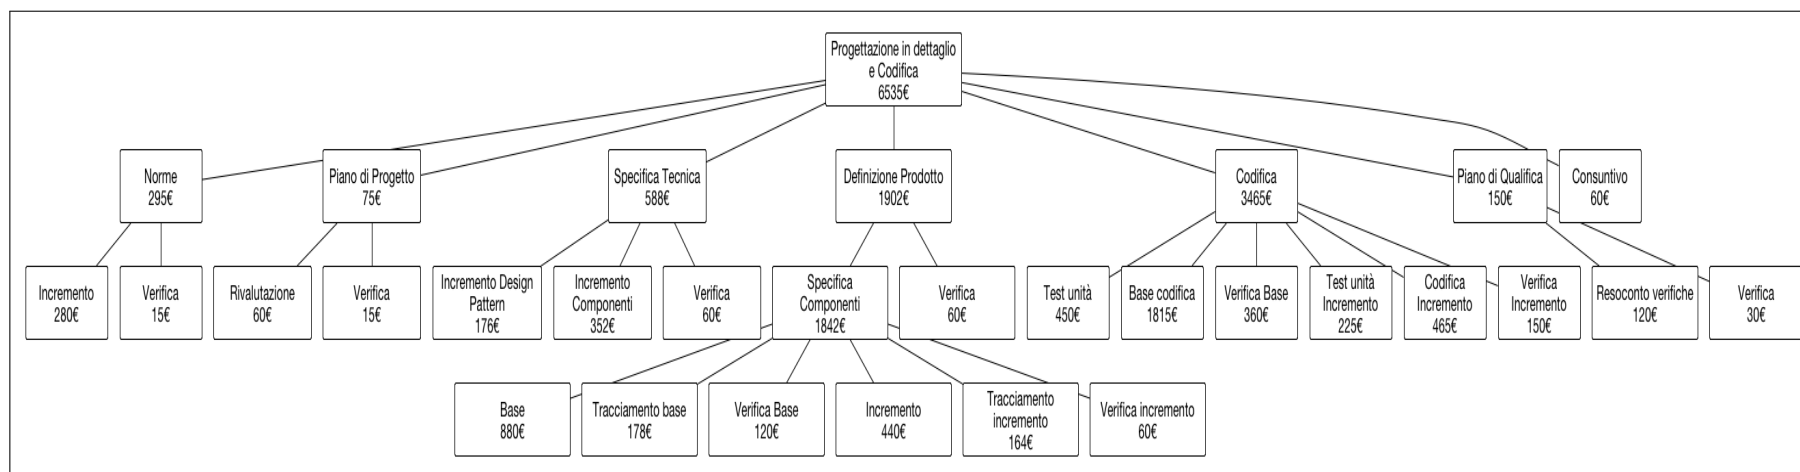 Progettazione in dettaglio
e Codifica
6535€
Norme
295€
Piano di Progetto
75€
Specifica Tecnica
588€
Definizione Prodotto
1902€
Codifica
3465€
Piano di Qualifica
150€
Consuntivo
60€
Incremento
280€
Verifica
15€
Rivalutazione
60€
Verifica
15€
Incremento Design
Pattern
176€
Incremento
Componenti
352€
Verifica
60€
Specifica
Componenti
1842€
Verifica
60€
Test unità
450€
Base codifica
1815€
Verifica Base
360€
Test unità
Incremento
225€
Codifica
Incremento
465€
Verifica
Incremento
150€
Resoconto verifiche
120€
Verifica
30€
Base
880€
Tracciamento base
178€
Verifica Base
120€
Incremento
440€
Tracciamento
incremento
164€
Verifica incremento
60€